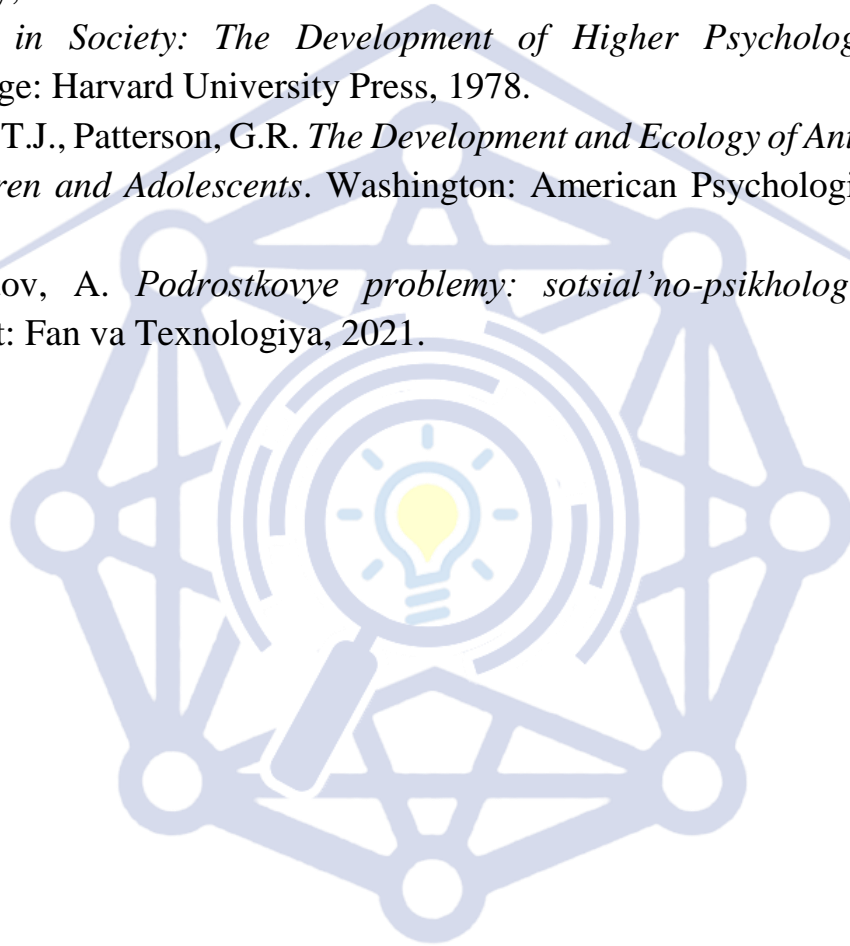 in Society: The Development of Higher Psycholog
ge: Harvard University Press, 1978.
T.J., Patterson, G.R. The Development and Ecology of Ant
ren and Adolescents. Washington: American Psychologi
ov, A. Podrostkovye problemy: sotsial’no-psikholog
t: Fan va Texnologiya, 2021.